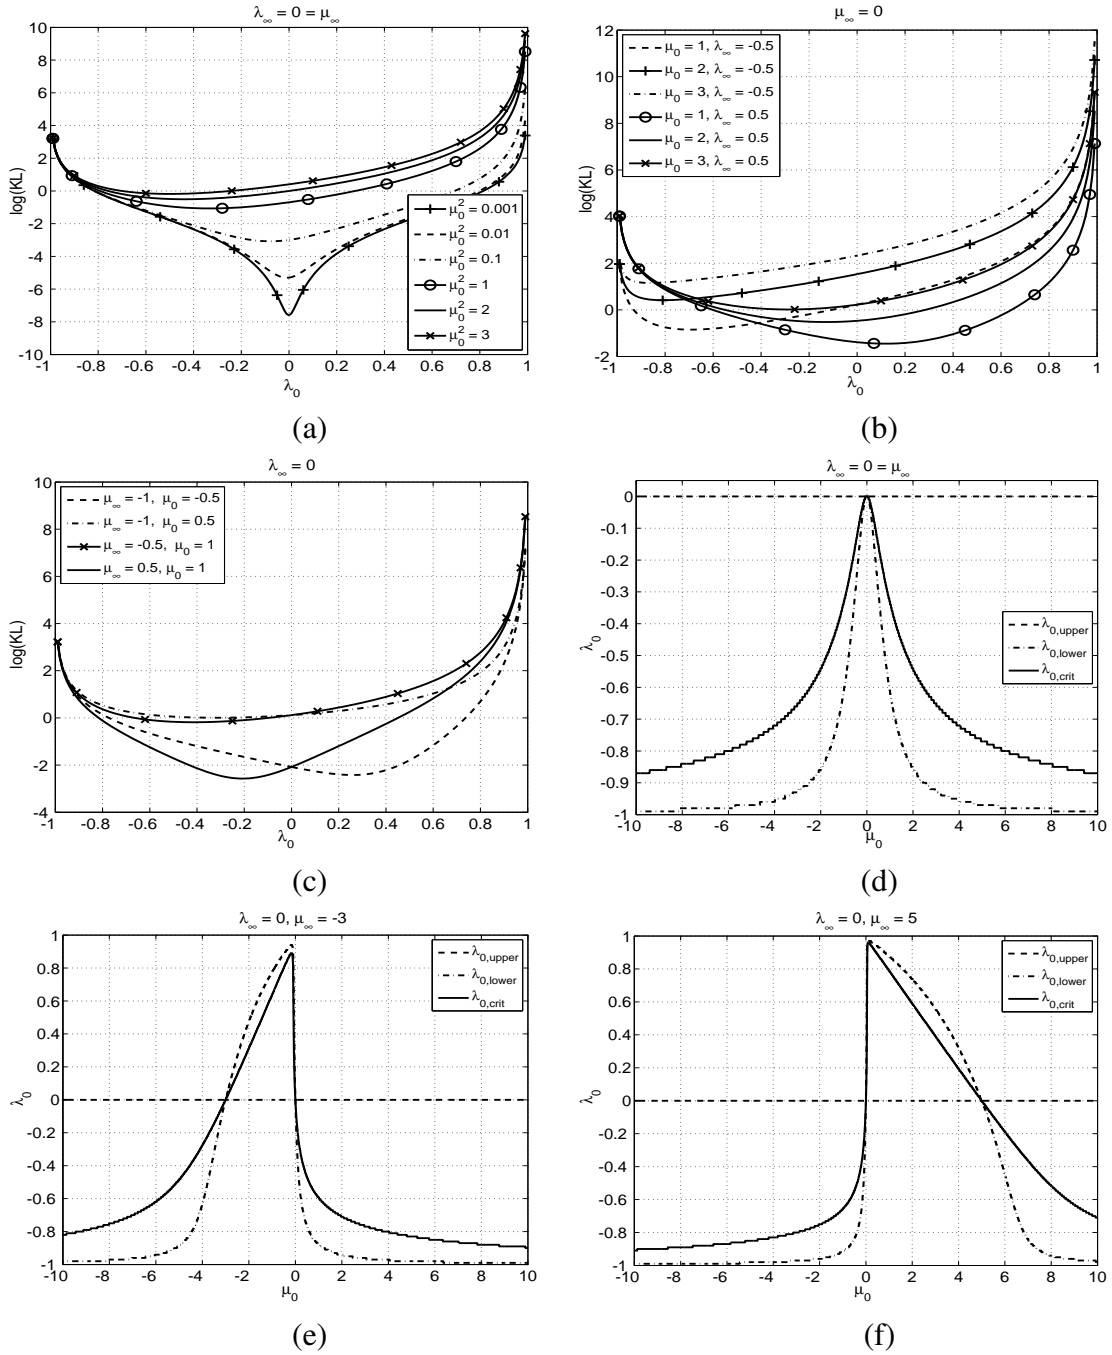 λ∞ = 0 = μ∞
log(KL)
10
8
6
4
2
0
-2
-4
-6
-8
-10
μ0² = 0.001
μ0² = 0.01
μ0² = 0.1
μ0² = 1
μ0² = 2
μ0² = 3
-1 -0.8 -0.6 -0.4 -0.2 0 0.2 0.4 0.6 0.8 1
λ0
(a)
μ∞ = 0
log(KL)
12
10
8
6
4
2
0
-2
μ0 = 1, λ∞ = -0.5
μ0 = 2, λ∞ = -0.5
μ0 = 3, λ∞ = -0.5
μ0 = 1, λ∞ = 0.5
μ0 = 2, λ∞ = 0.5
μ0 = 3, λ∞ = 0.5
-1 -0.8 -0.6 -0.4 -0.2 0 0.2 0.4 0.6 0.8 1
λ0
(b)
λ∞ = 0
log(KL)
10
8
6
4
2
0
-2
-4
μ∞ = -1, μ0 = -0.5
μ∞ = -1, μ0 = 0.5
μ∞ = -0.5, μ0 = 1
μ∞ = 0.5, μ0 = 1
-1 -0.8 -0.6 -0.4 -0.2 0 0.2 0.4 0.6 0.8 1
λ0
(c)
λ∞ = 0 = μ∞
λ0
0
-0.1
-0.2
-0.3
-0.4
-0.5
-0.6
-0.7
-0.8
-0.9
-1
λ0,upper
λ0,lower
λ0,crit
-10 -8 -6 -4 -2 0 2 4 6 8 10
μ0
(d)
λ∞ = 0, μ∞ = -3
λ0
1
0.8
0.6
0.4
0.2
0
-0.2
-0.4
-0.6
-0.8
-1
λ0,upper
λ0,lower
λ0,crit
-10 -8 -6 -4 -2 0 2 4 6 8 10
μ0
(e)
λ∞ = 0, μ∞ = 5
λ0
1
0.8
0.6
0.4
0.2
0
-0.2
-0.4
-0.6
-0.8
-1
λ0,upper
λ0,lower
λ0,crit
-10 -8 -6 -4 -2 0 2 4 6 8 10
μ0
(f)